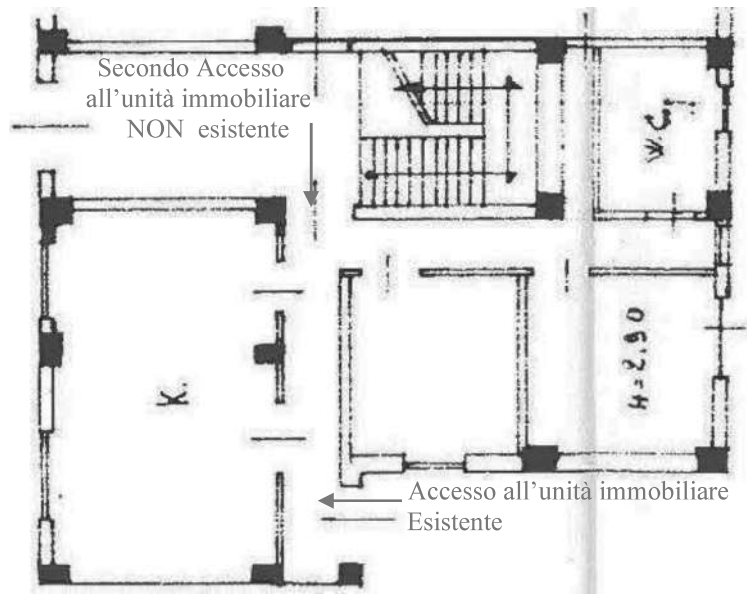 Secondo Accesso
all'unità immobiliare
NON esistente
W.C.
K.
H=2.90
Accesso all'unità immobiliare
Esistente